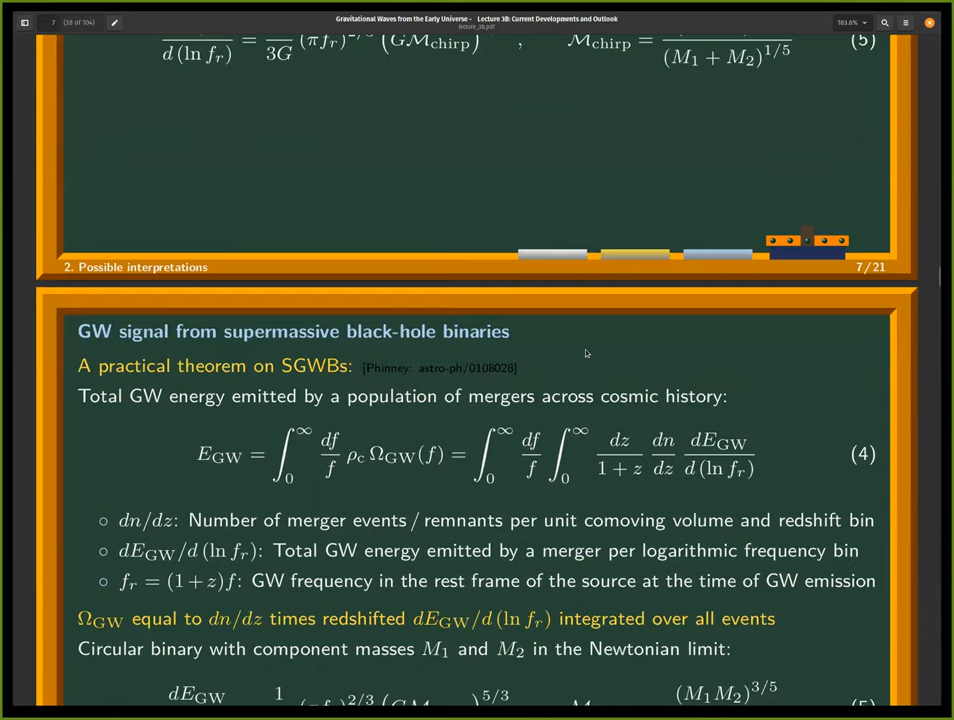 7 (38 of 104)
Gravitational Waves from the Early Universe - Lecture 3B: Current Developments and Outlook
lecture_3b.pdf
183.6%
d (ln f_r) = 3G (π f_r) (G M_chirp) , M_chirp = (M_1 + M_2)^{1/5} (5)
2. Possible interpretations 7 / 21
GW signal from supermassive black-hole binaries
A practical theorem on SGWBs: [Phinney: astro-ph/0108028]
Total GW energy emitted by a population of mergers across cosmic history:
E_GW = ∫_0^∞ df/f ρ_c Ω_GW(f) = ∫_0^∞ df/f ∫_0^∞ dz/(1 + z) dn/dz dE_GW/d (ln f_r) (4)
○ dn/dz: Number of merger events / remnants per unit comoving volume and redshift bin
○ dE_GW/d (ln f_r): Total GW energy emitted by a merger per logarithmic frequency bin
○ f_r = (1 + z) f: GW frequency in the rest frame of the source at the time of GW emission
Ω_GW equal to dn/dz times redshifted dE_GW/d (ln f_r) integrated over all events
Circular binary with component masses M_1 and M_2 in the Newtonian limit:
dE_GW 1 (π f_r)^{2/3} (G M )^{5/3} M (M_1 M_2)^{3/5} (5)